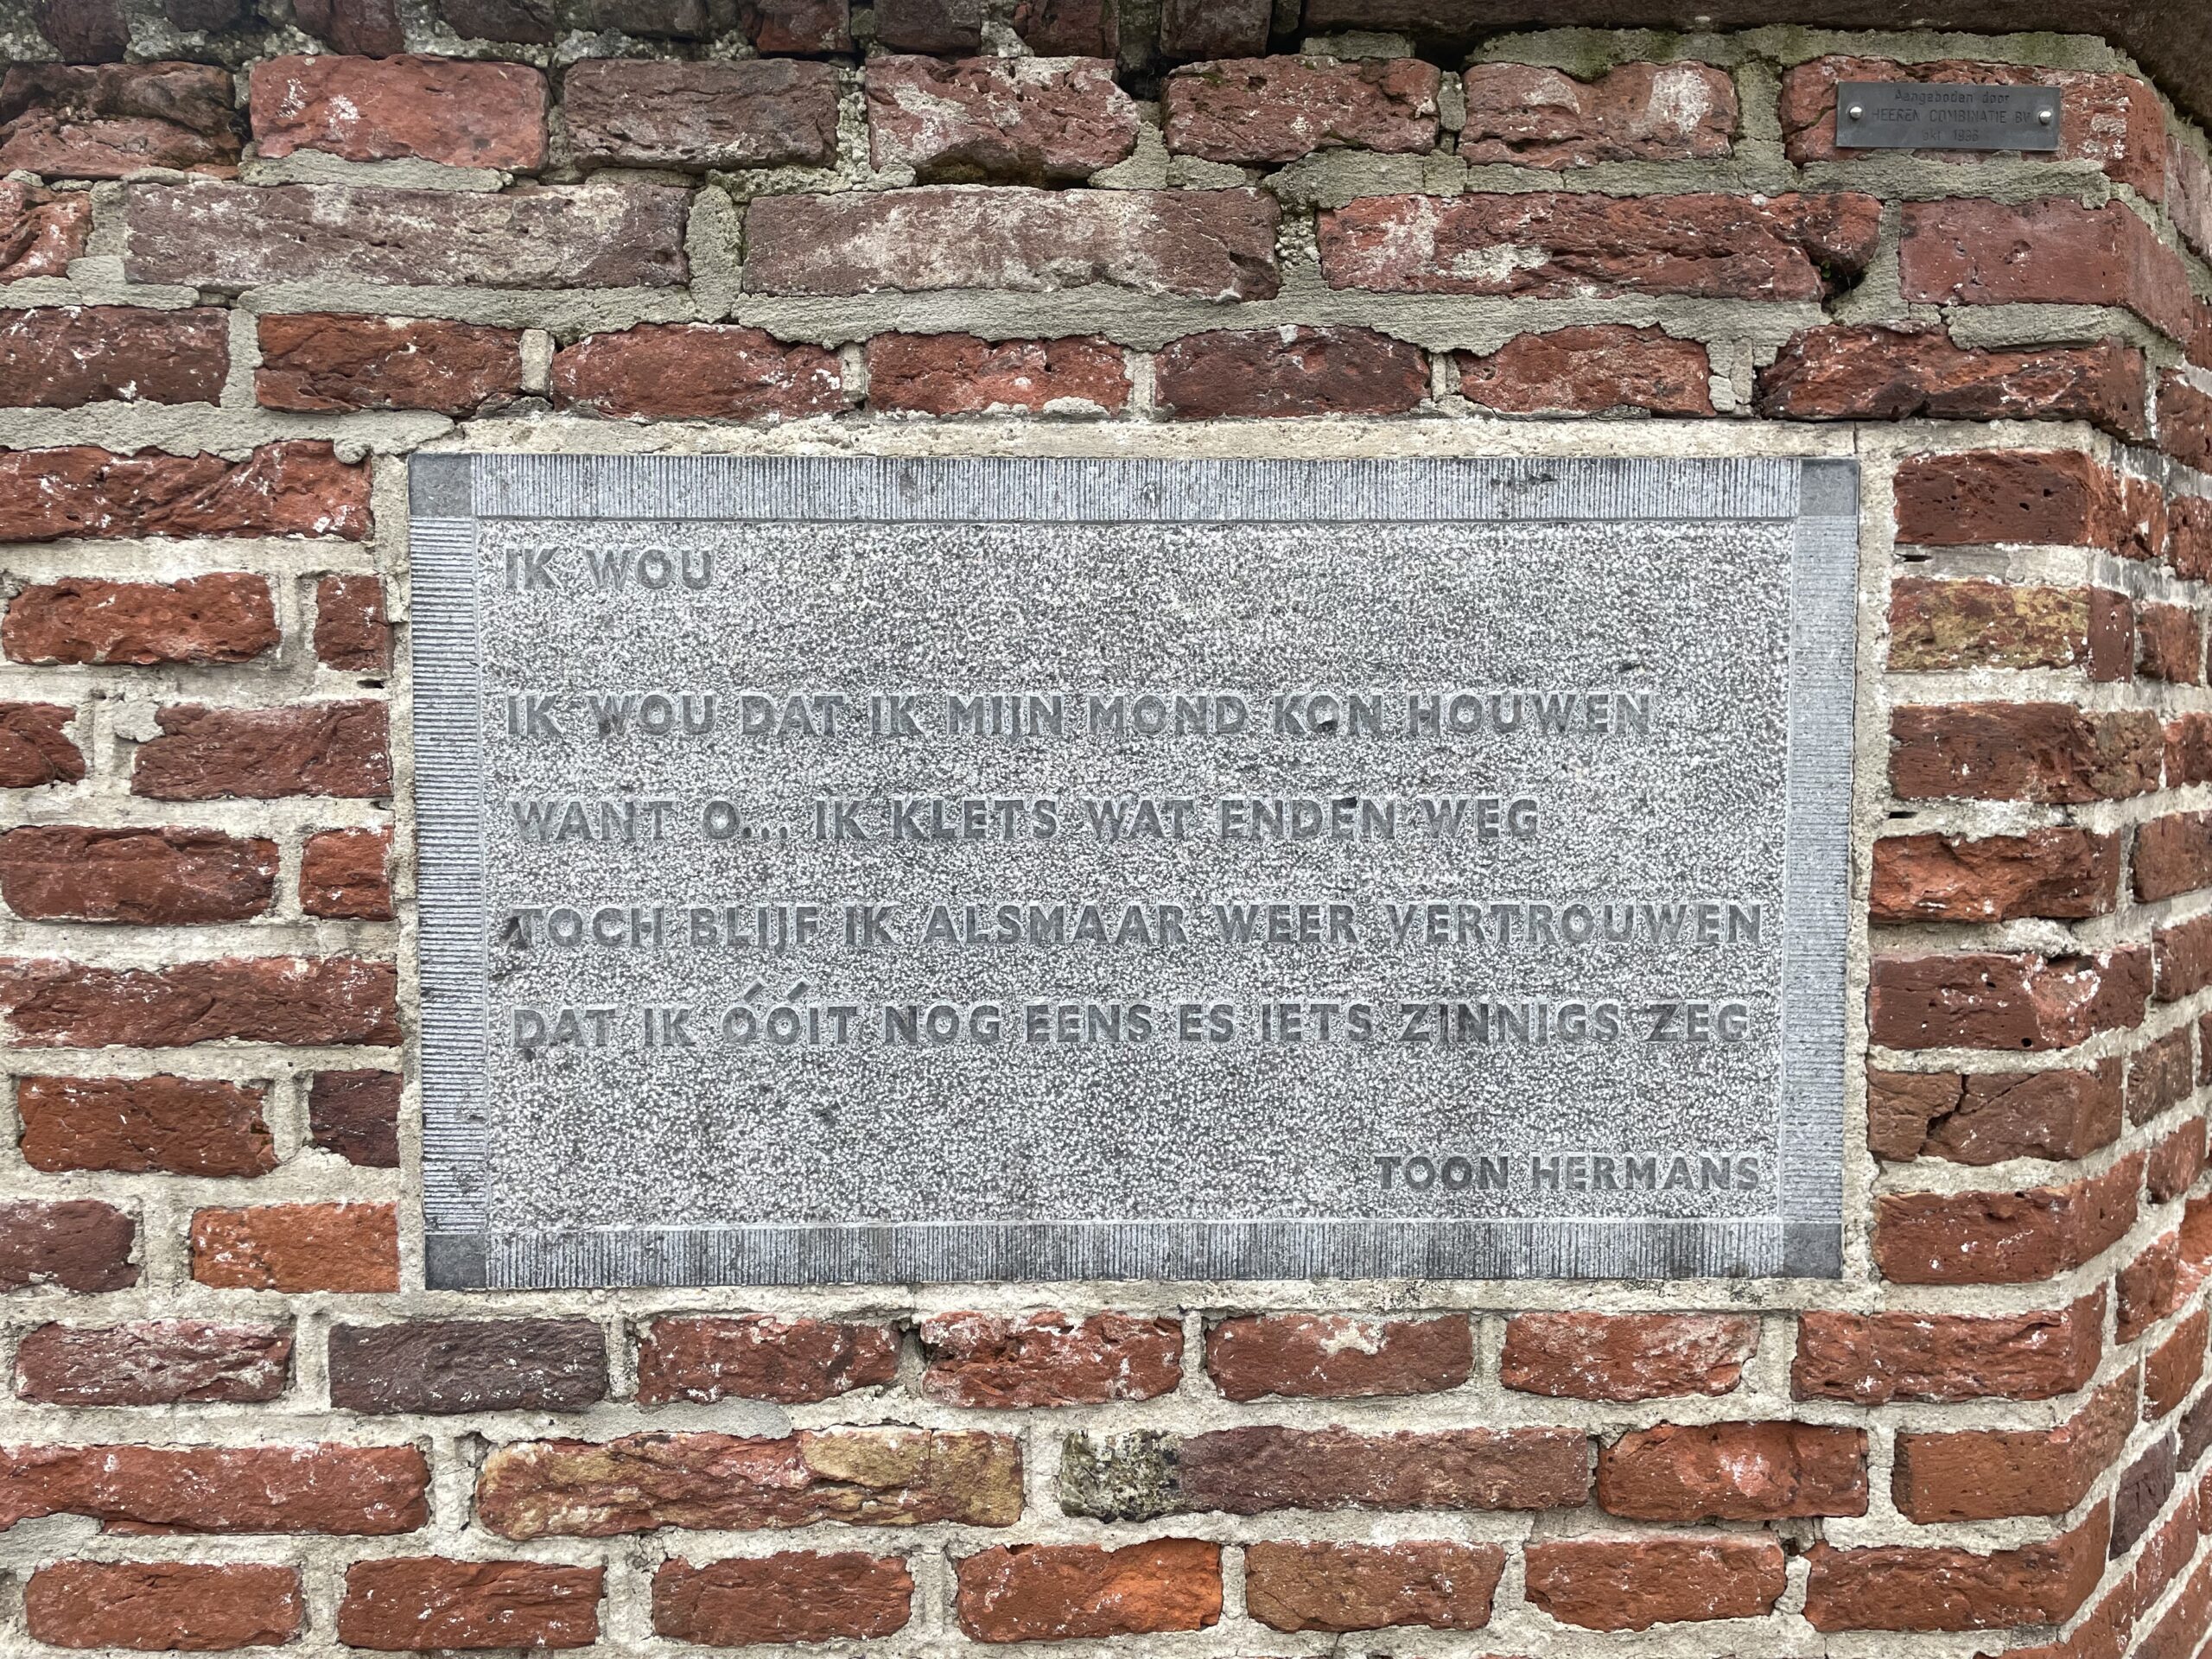 Aangeboden door
HEEREN COMBINATIE BV
okt 1996
IK WOU
IK WOU DAT IK MIJN MOND KON HOUWEN
WANT O... IK KLETS WAT ENDEN WEG
TOCH BLIJF IK ALSMAAR WEER VERTROUWEN
DAT IK ÓÓIT NOG EENS ES IETS ZINNIGS ZEG
TOON HERMANS